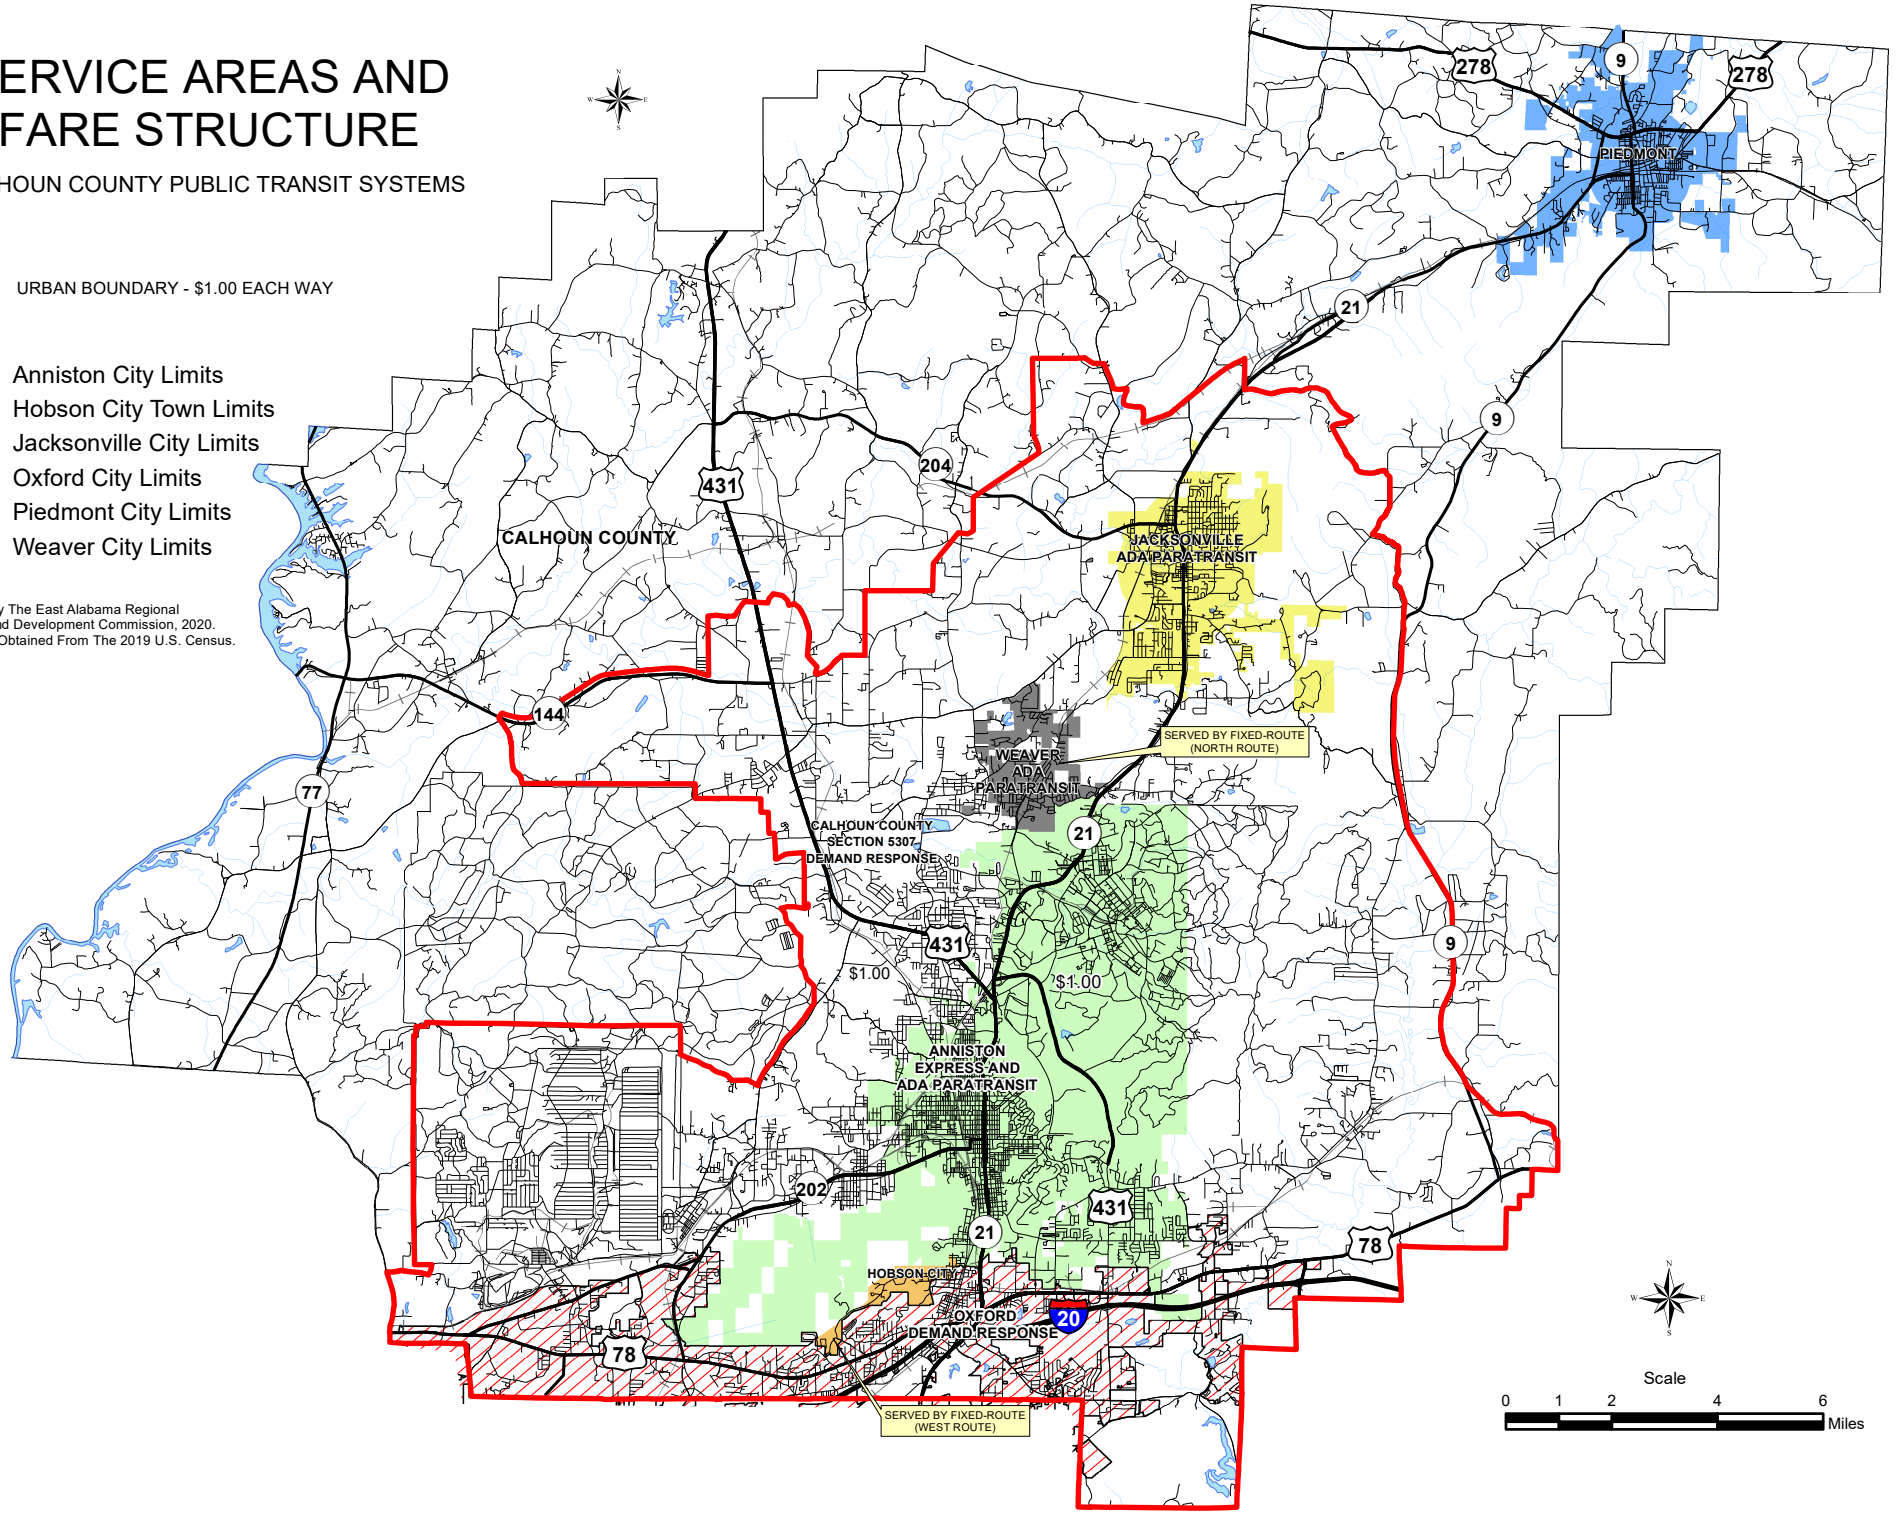 ERVICE AREAS AND
FARE STRUCTURE
HOUN COUNTY PUBLIC TRANSIT SYSTEMS
URBAN BOUNDARY - $1.00 EACH WAY
Anniston City Limits
Hobson City Town Limits
Jacksonville City Limits
Oxford City Limits
Piedmont City Limits
Weaver City Limits
y The East Alabama Regional
nd Development Commission, 2020.
Obtained From The 2019 U.S. Census.
N
W E
S
278
9
278
PIEDMONT
21
9
204
431
CALHOUN COUNTY
JACKSONVILLE
ADA PARATRANSIT
144
SERVED BY FIXED-ROUTE
(NORTH ROUTE)
WEAVER
ADA
PARATRANSIT
77
21
CALHOUN COUNTY
SECTION 5307
DEMAND RESPONSE
431
9
$1.00
$1.00
ANNISTON
EXPRESS AND
ADA PARATRANSIT
202
431
21
78
HOBSON CITY
OXFORD
DEMAND RESPONSE
20
78
SERVED BY FIXED-ROUTE
(WEST ROUTE)
N
W E
S
Scale
0 1 2 4 6
Miles